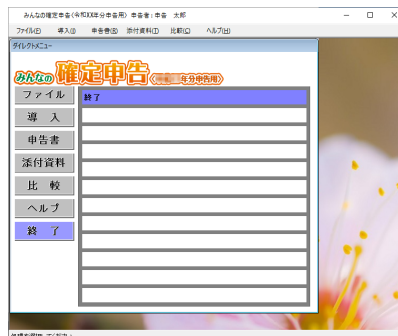 みんなの確定申告(令和XX年分申告用) 申告者:申告 太郎
ファイル(F) 導入(I) 申告書(R) 添付資料(T) 比較(C) ヘルプ(H)
ダイレクトメニュー
みんなの確定申告(年分申告用)
ファイル
終了
導 入
申告書
添付資料
比 較
ヘルプ
終 了